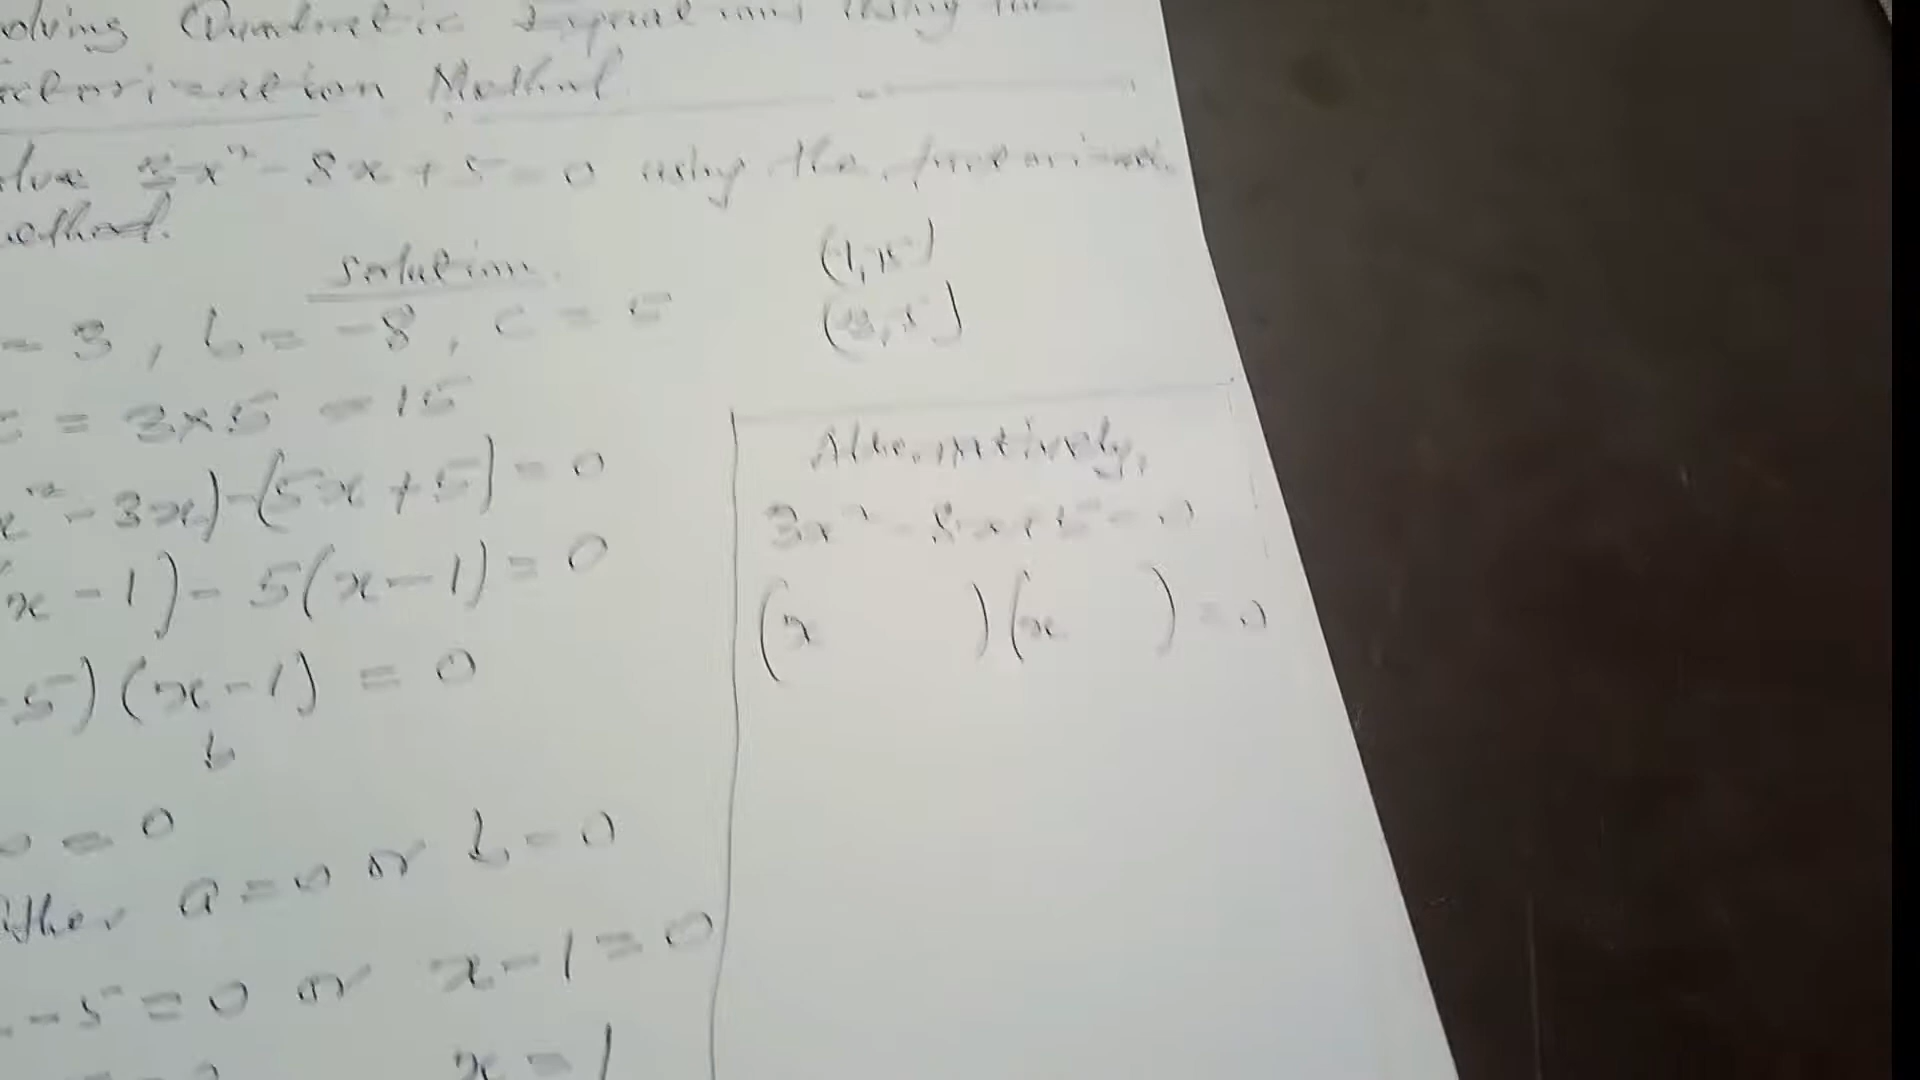 olving Quadratic Equations Using the
actorization Method.
olve 3x² - 8x + 5 = 0 using the factorization
ethod.
Solution.
= 3, b = -8, c = 5
c = 3×5 = 15
x² - 3x) - (5x + 5) = 0
x - 1) - 5(x - 1) = 0
- 5) (x - 1) = 0
b
= 0
ither a = 0 or b = 0
- 5 = 0 or x - 1 = 0
x = 1
(1, 15)
(3, 5)
Alternatively,
3x² - 8x + 5 = 0
(x ) (x ) = 0